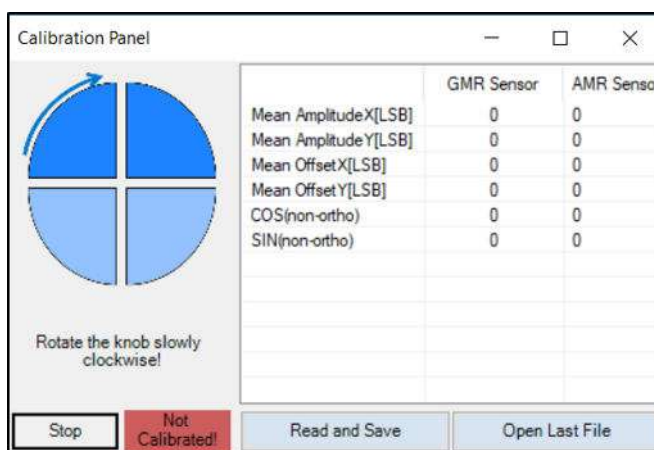 Calibration Panel
GMR Sensor AMR Senso
Mean AmplitudeX[LSB] 0 0
Mean AmplitudeY[LSB] 0 0
Mean OffsetX[LSB] 0 0
Mean OffsetY[LSB] 0 0
COS(non-ortho) 0 0
SIN(non-ortho) 0 0
Rotate the knob slowly
clockwise!
Stop
Not
Calibrated!
Read and Save
Open Last File